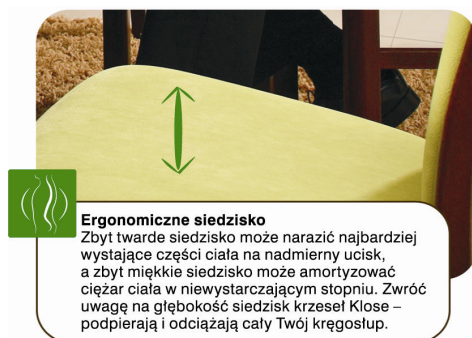 Ergonomiczne siedzisko
Zbyt twarde siedzisko może narazić najbardziej
wystające części ciała na nadmierny ucisk,
a zbyt miękkie siedzisko może amortyzować
ciężar ciała w niewystarczającym stopniu. Zwróć
uwagę na głębokość siedzisk krzeseł Klose –
podpierają i odciążają cały Twój kręgosłup.